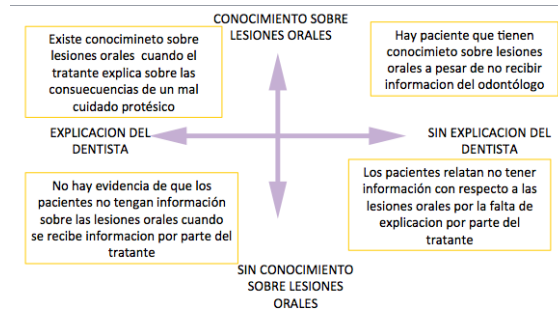 CONOCIMIENTO SOBRE
LESIONES ORALES
Existe conocimineto sobre
lesiones orales cuando el
tratante explica sobre las
consuecuencias de un mal
cuidado protésico
Hay paciente que tienen
conocimieto sobre lesiones
orales a pesar de no recibir
informacion del odontólogo
EXPLICACION DEL
DENTISTA
SIN EXPLICACION DEL
DENTISTA
No hay evidencia de que los
pacientes no tengan información
sobre las lesiones orales cuando
se recibe informacion por parte del
tratante
Los pacientes relatan no tener
información con respecto a las
lesiones orales por la falta de
explicacion por parte del
tratante
SIN CONOCIMIENTO
SOBRE LESIONES
ORALES